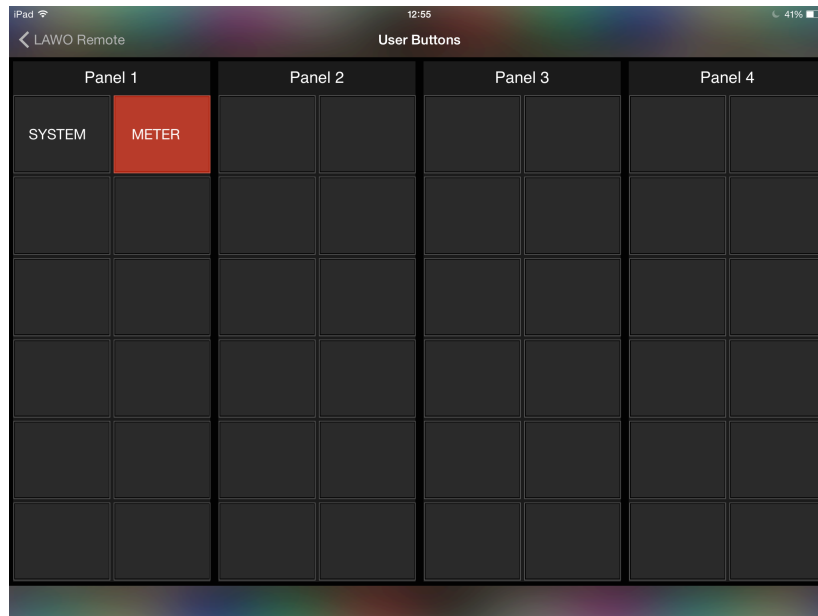 iPad 12:55 41%
LAWO Remote User Buttons
Panel 1 Panel 2 Panel 3 Panel 4
SYSTEM METER